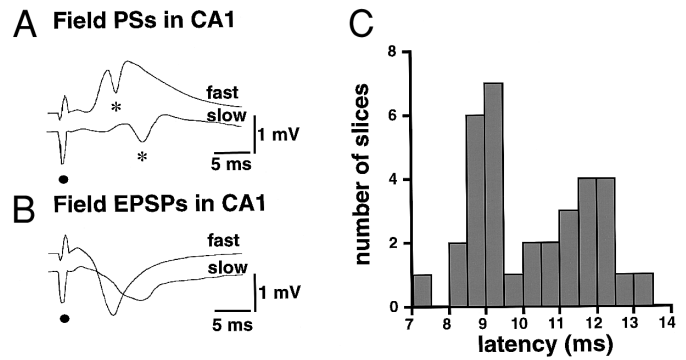 A Field PSs in CA1
fast
*
slow
*
1 mV
5 ms
B Field EPSPs in CA1
fast
slow
1 mV
5 ms
C
number of slices
8
6
4
2
0
7 8 9 10 11 12 13 14
latency (ms)